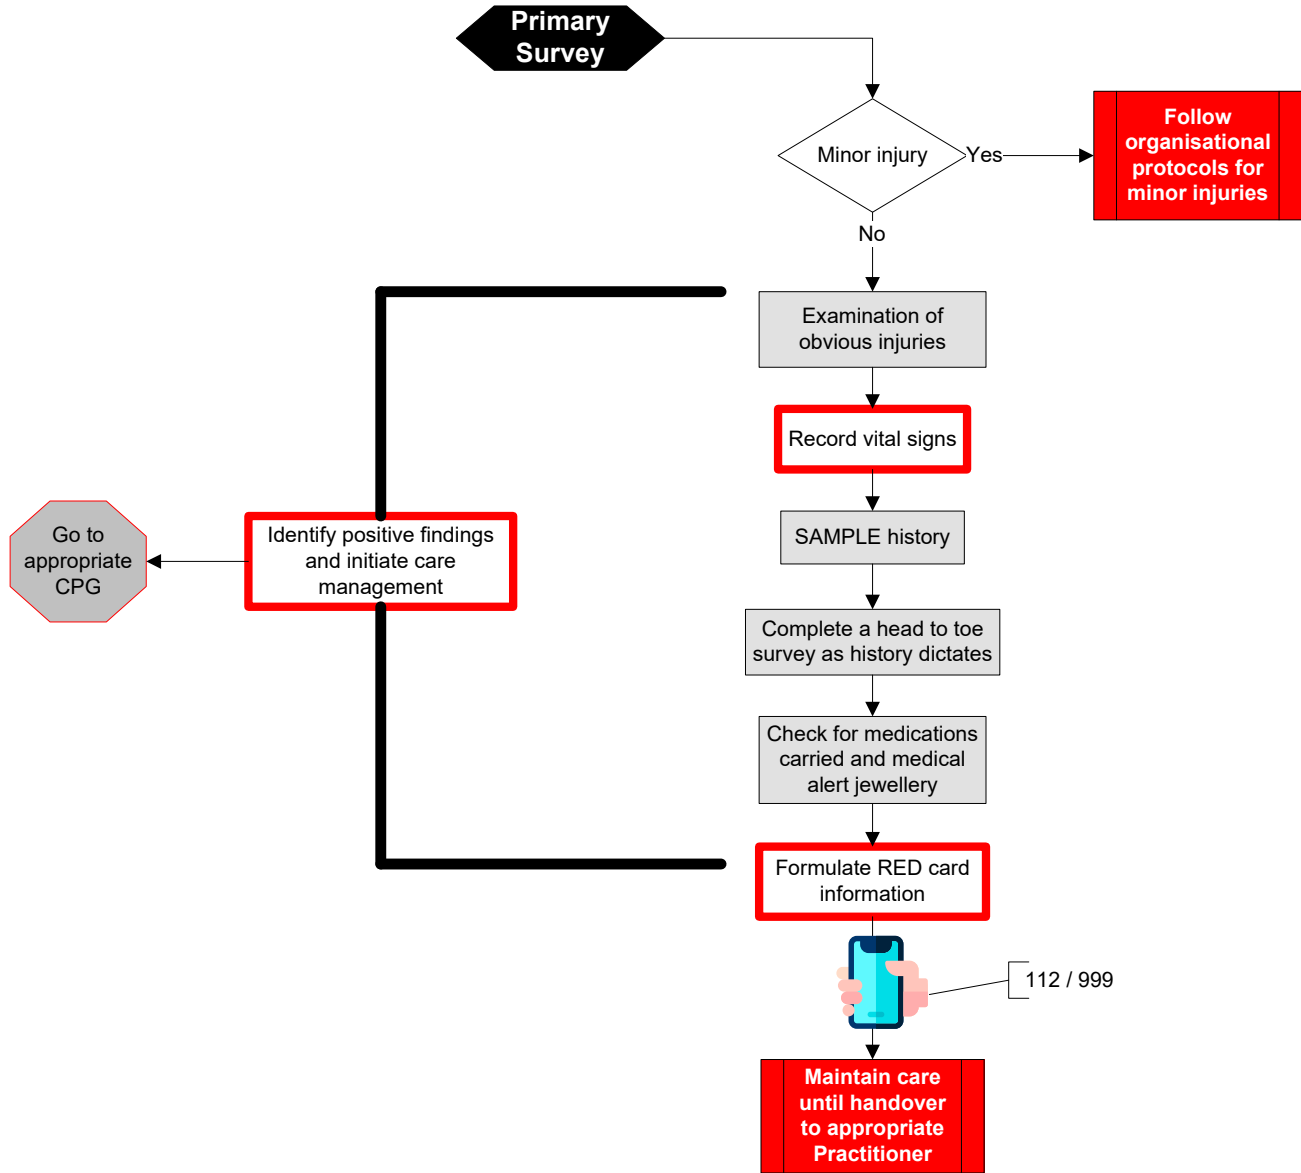 Primary
Survey
Minor injury
Yes
Follow
organisational
protocols for
minor injuries
No
Examination of
obvious injuries
Record vital signs
SAMPLE history
Go to
appropriate
CPG
Identify positive findings
and initiate care
management
Complete a head to toe
survey as history dictates
Check for medications
carried and medical
alert jewellery
Formulate RED card
information
112 / 999
Maintain care
until handover
to appropriate
Practitioner